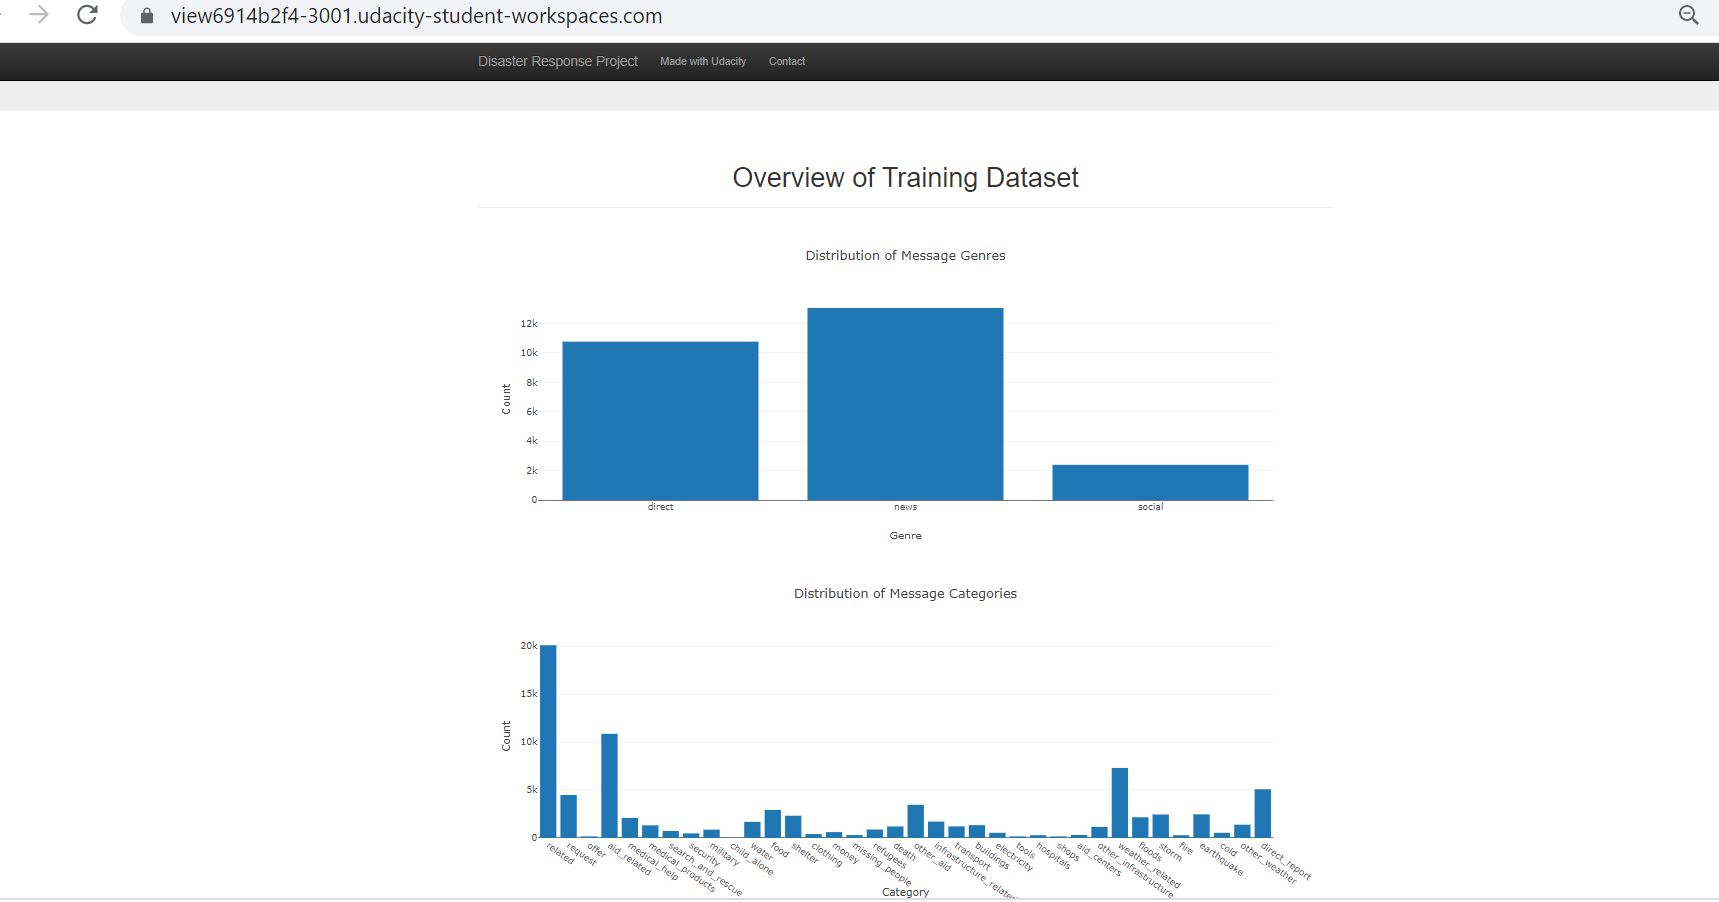 view6914b2f4-3001.udacity-student-workspaces.com
Disaster Response Project Made with Udacity Contact
Overview of Training Dataset
Distribution of Message Genres
12k
10k
8k
6k
4k
2k
0
Count
direct news social
Genre
Distribution of Message Categories
20k
15k
10k
5k
0
Count
related
request
offer
aid_related
medical_help
medical_products
search_and_rescue
security
military
child_alone
water
food
shelter
clothing
money
missing_people
refugees
death
other_aid
infrastructure_related
transport
buildings
electricity
tools
hospitals
shops
aid_centers
other_infrastructure
weather_related
floods
storm
fire
earthquake
cold
other_weather
direct_report
Category